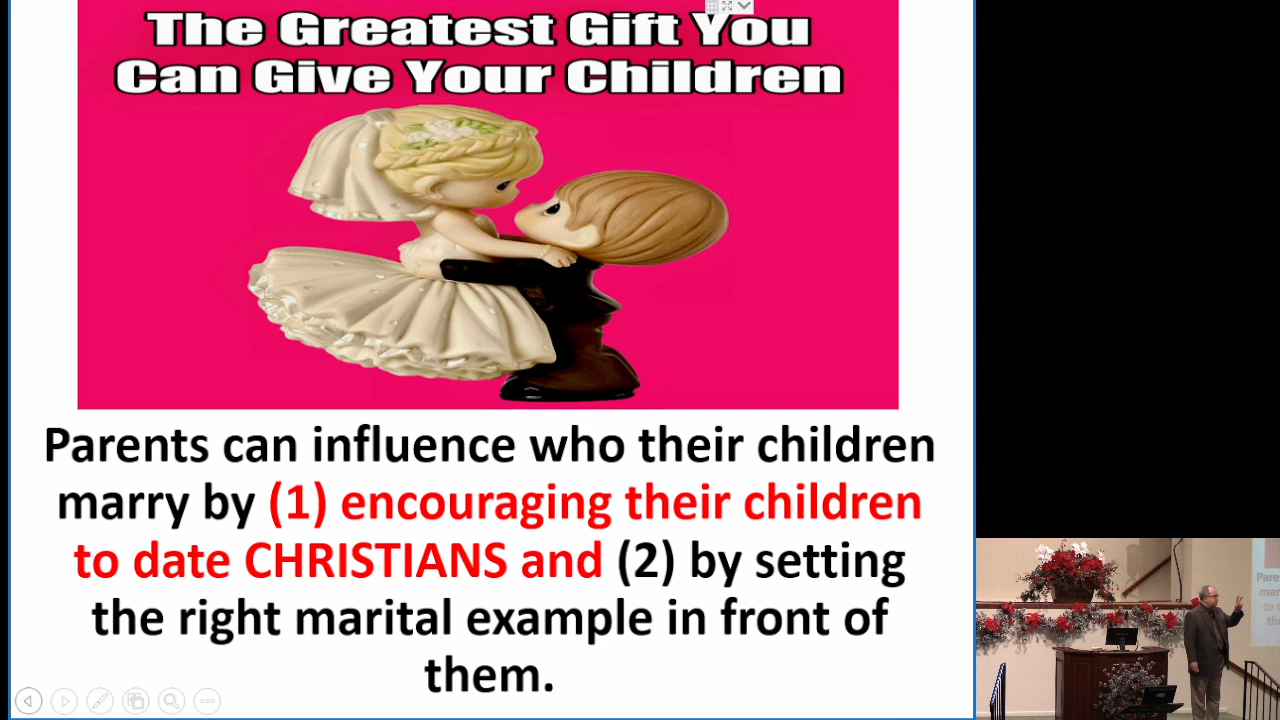 The Greatest Gift You
Can Give Your Children
Parents can influence who their children
marry by (1) encouraging their children
to date CHRISTIANS and (2) by setting
the right marital example in front of
them.